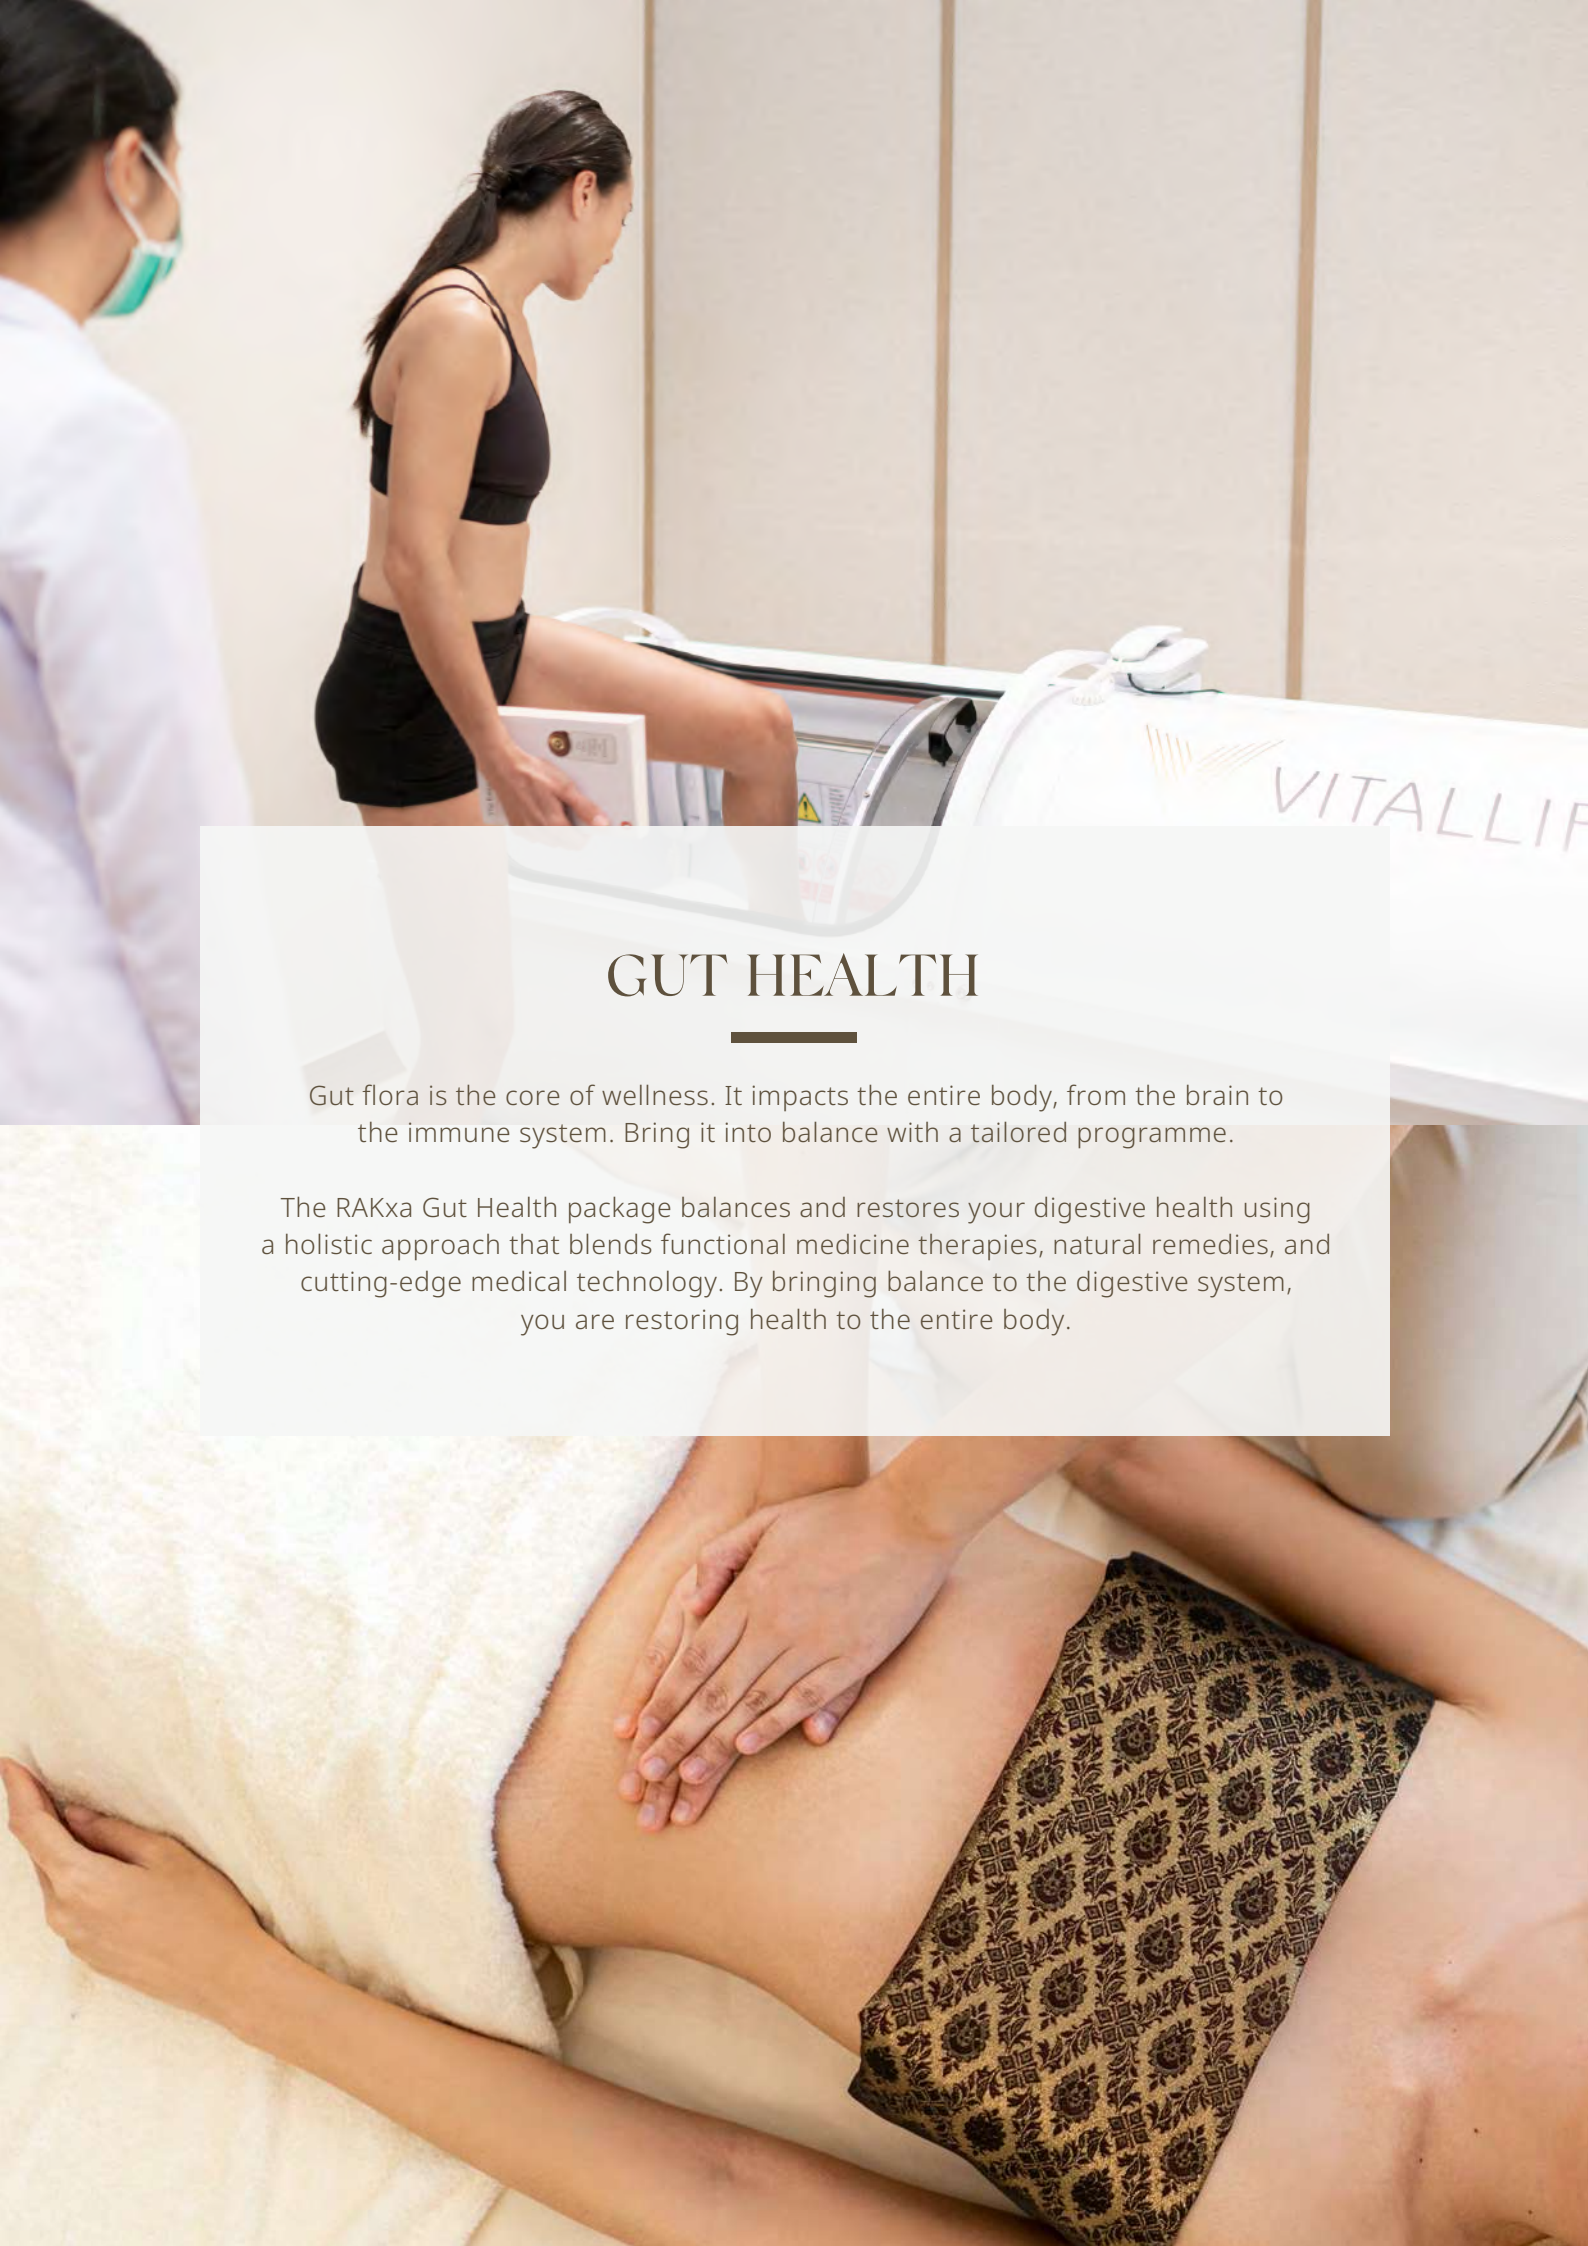 VITALLIF
GUT HEALTH
Gut flora is the core of wellness. It impacts the entire body, from the brain to
the immune system. Bring it into balance with a tailored programme.
The RAKxa Gut Health package balances and restores your digestive health using
a holistic approach that blends functional medicine therapies, natural remedies, and
cutting-edge medical technology. By bringing balance to the digestive system,
you are restoring health to the entire body.